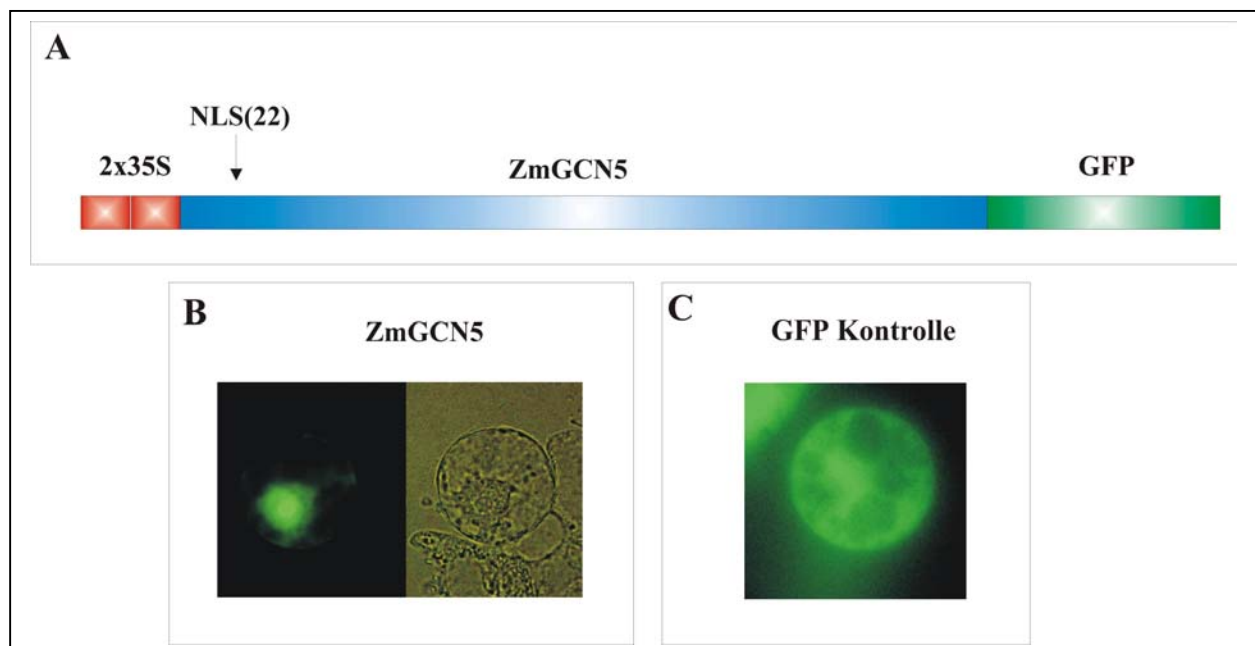 A
NLS(22)
2x35S ZmGCN5 GFP
B
ZmGCN5
C
GFP Kontrolle